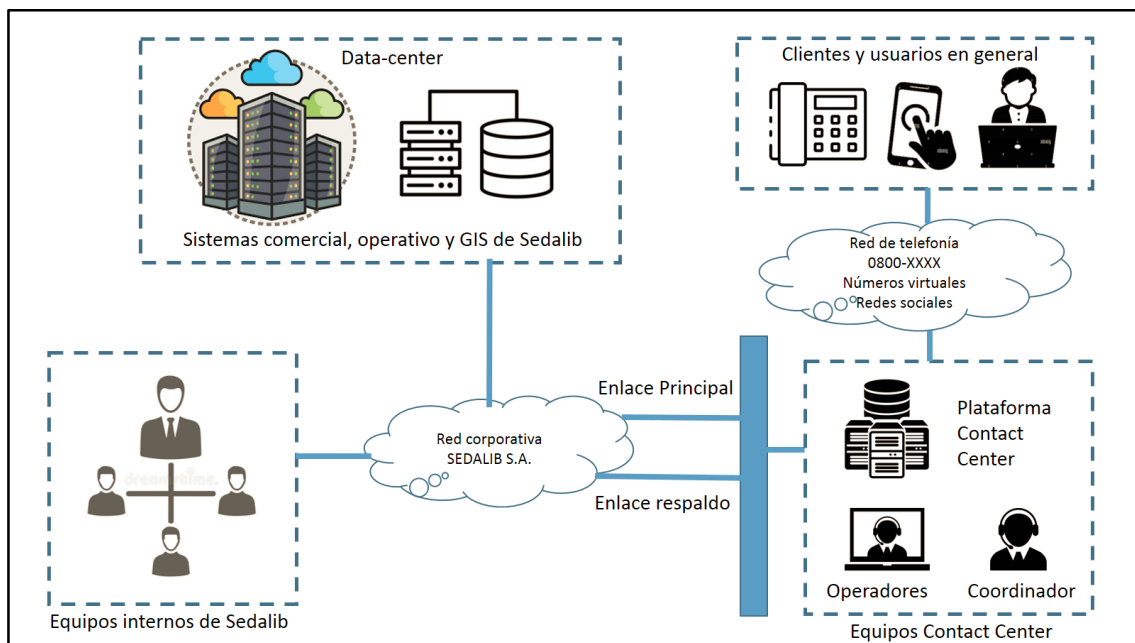 Data-center
Sistemas comercial, operativo y GIS de Sedalib
Clientes y usuarios en general
Red de telefonía
0800-XXXX
Números virtuales
Redes sociales
Enlace Principal
Red corporativa
SEDALIB S.A.
Enlace respaldo
Plataforma
Contact
Center
Operadores
Coordinador
Equipos Contact Center
dreamstime.
Equipos internos de Sedalib